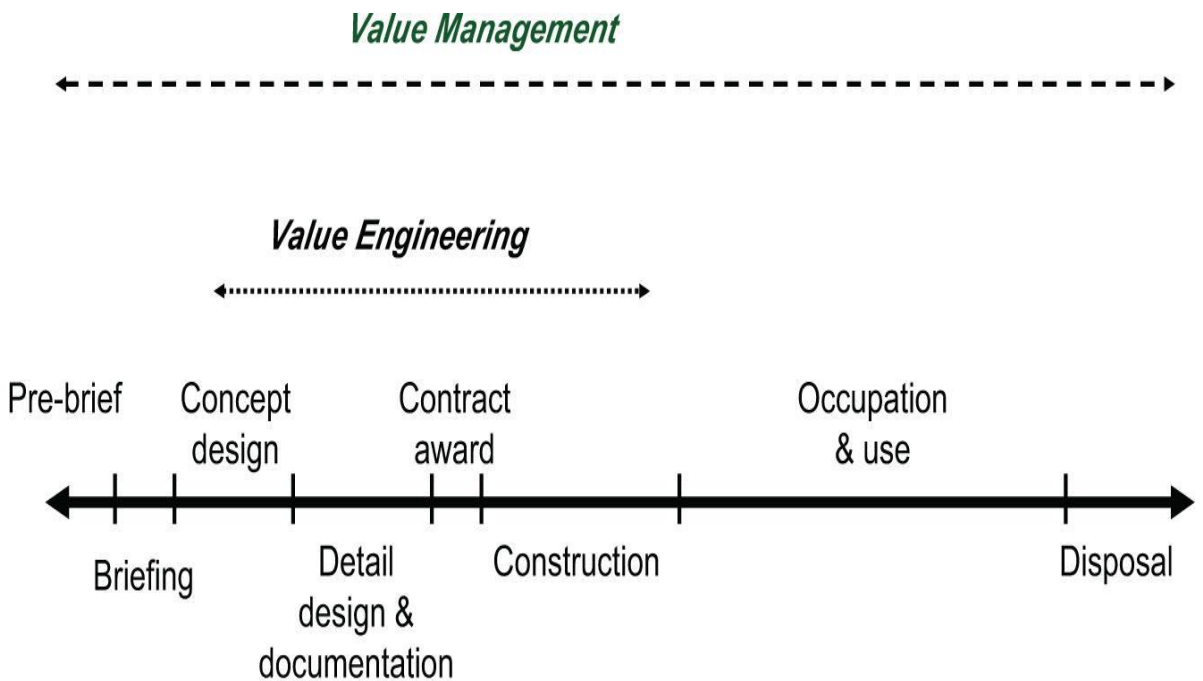 Value Management
Value Engineering
Pre-brief
Concept
design
Contract
award
Occupation
& use
Briefing
Detail
design &
documentation
Construction
Disposal